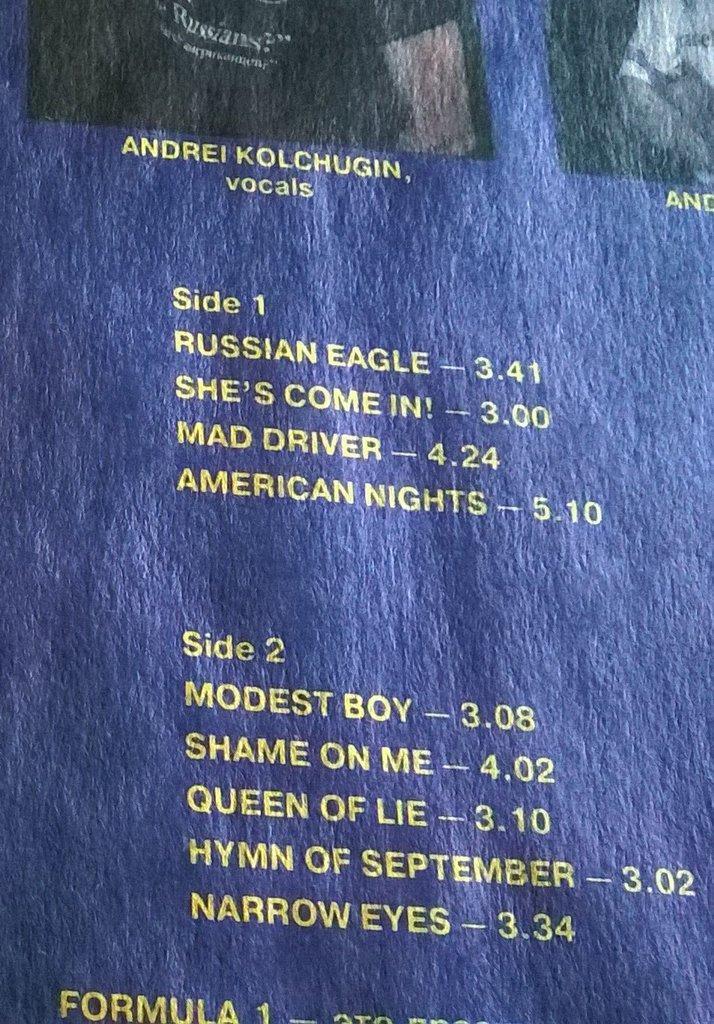 Russians?"
ANDREI KOLCHUGIN,
vocals
AND
Side 1
RUSSIAN EAGLE — 3.41
SHE'S COME IN! — 3.00
MAD DRIVER — 4.24
AMERICAN NIGHTS — 5.10
Side 2
MODEST BOY — 3.08
SHAME ON ME — 4.02
QUEEN OF LIE — 3.10
HYMN OF SEPTEMBER — 3.02
NARROW EYES — 3.34
FORMULA 1 — это